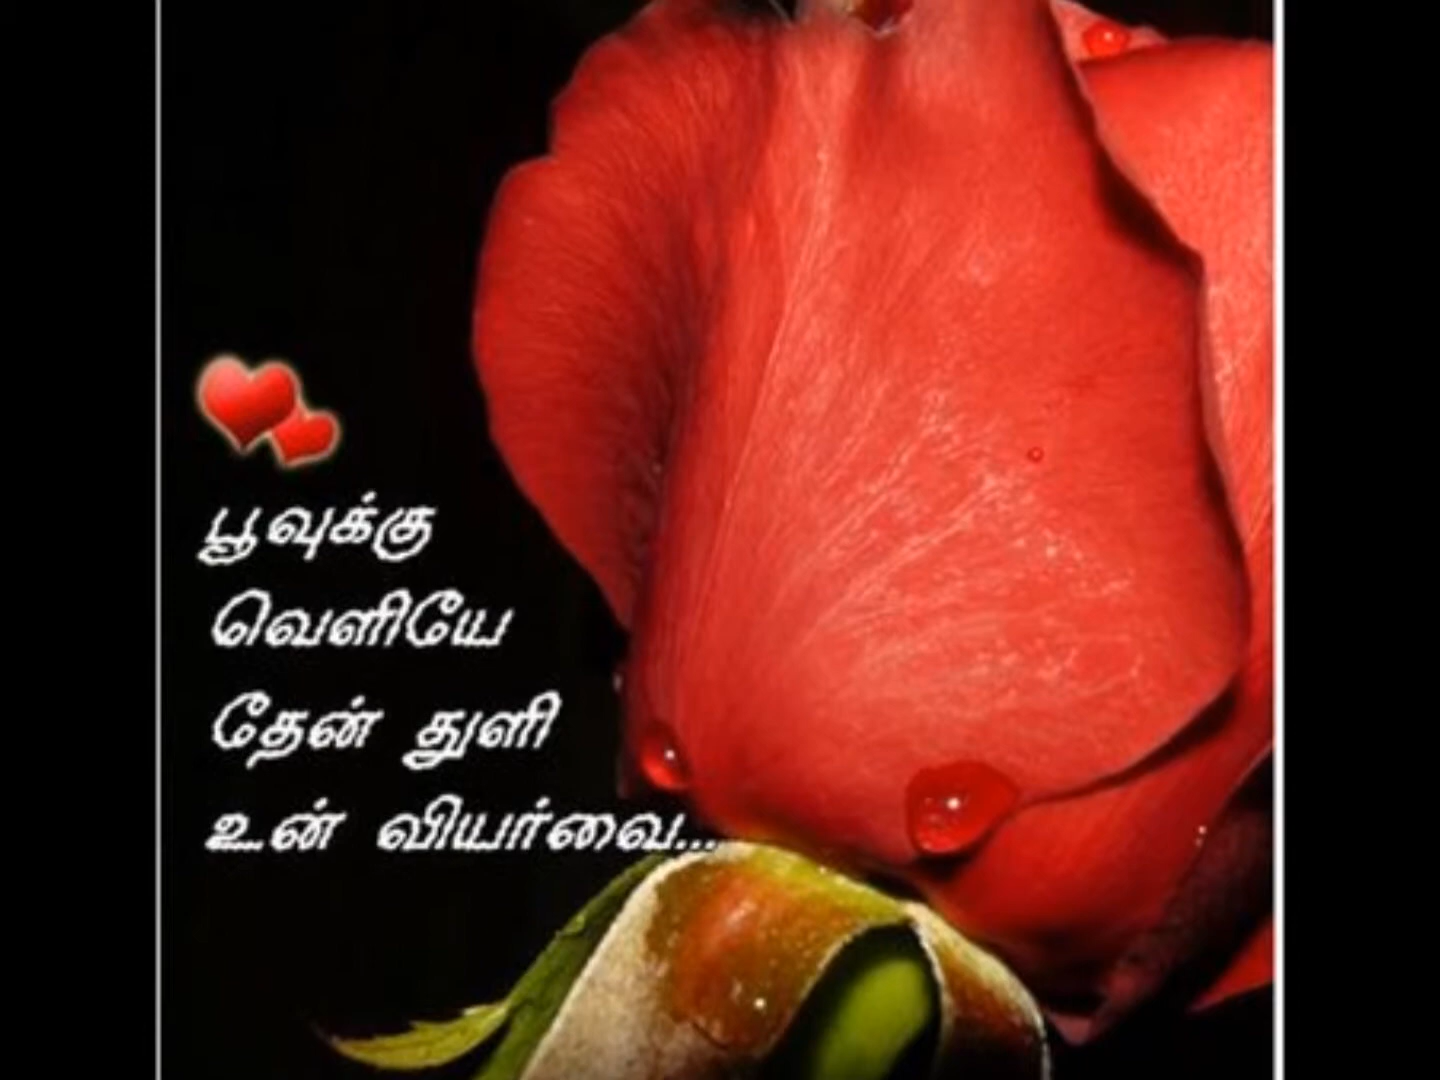 பூவுக்கு
வெளியே
தேன் துளி
உன் வியர்வை...